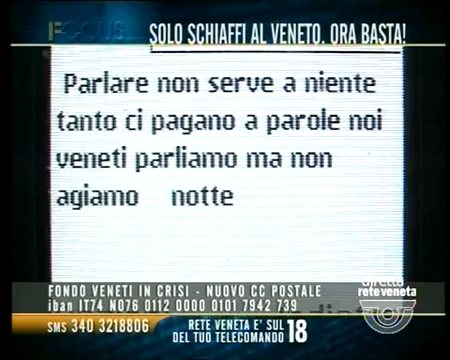 FOCUS
SOLO SCHIAFFI AL VENETO. ORA BASTA!
Parlare non serve a niente
tanto ci pagano a parole noi
veneti parliamo ma non
agiamo notte
FONDO VENETI IN CRISI - NUOVO CC POSTALE
iban IT74 N076 0112 0000 0101 7942 739
diretta
reteveneta
SMS 340 3218806
RETE VENETA E' SUL
DEL TUO TELECOMANDO 18